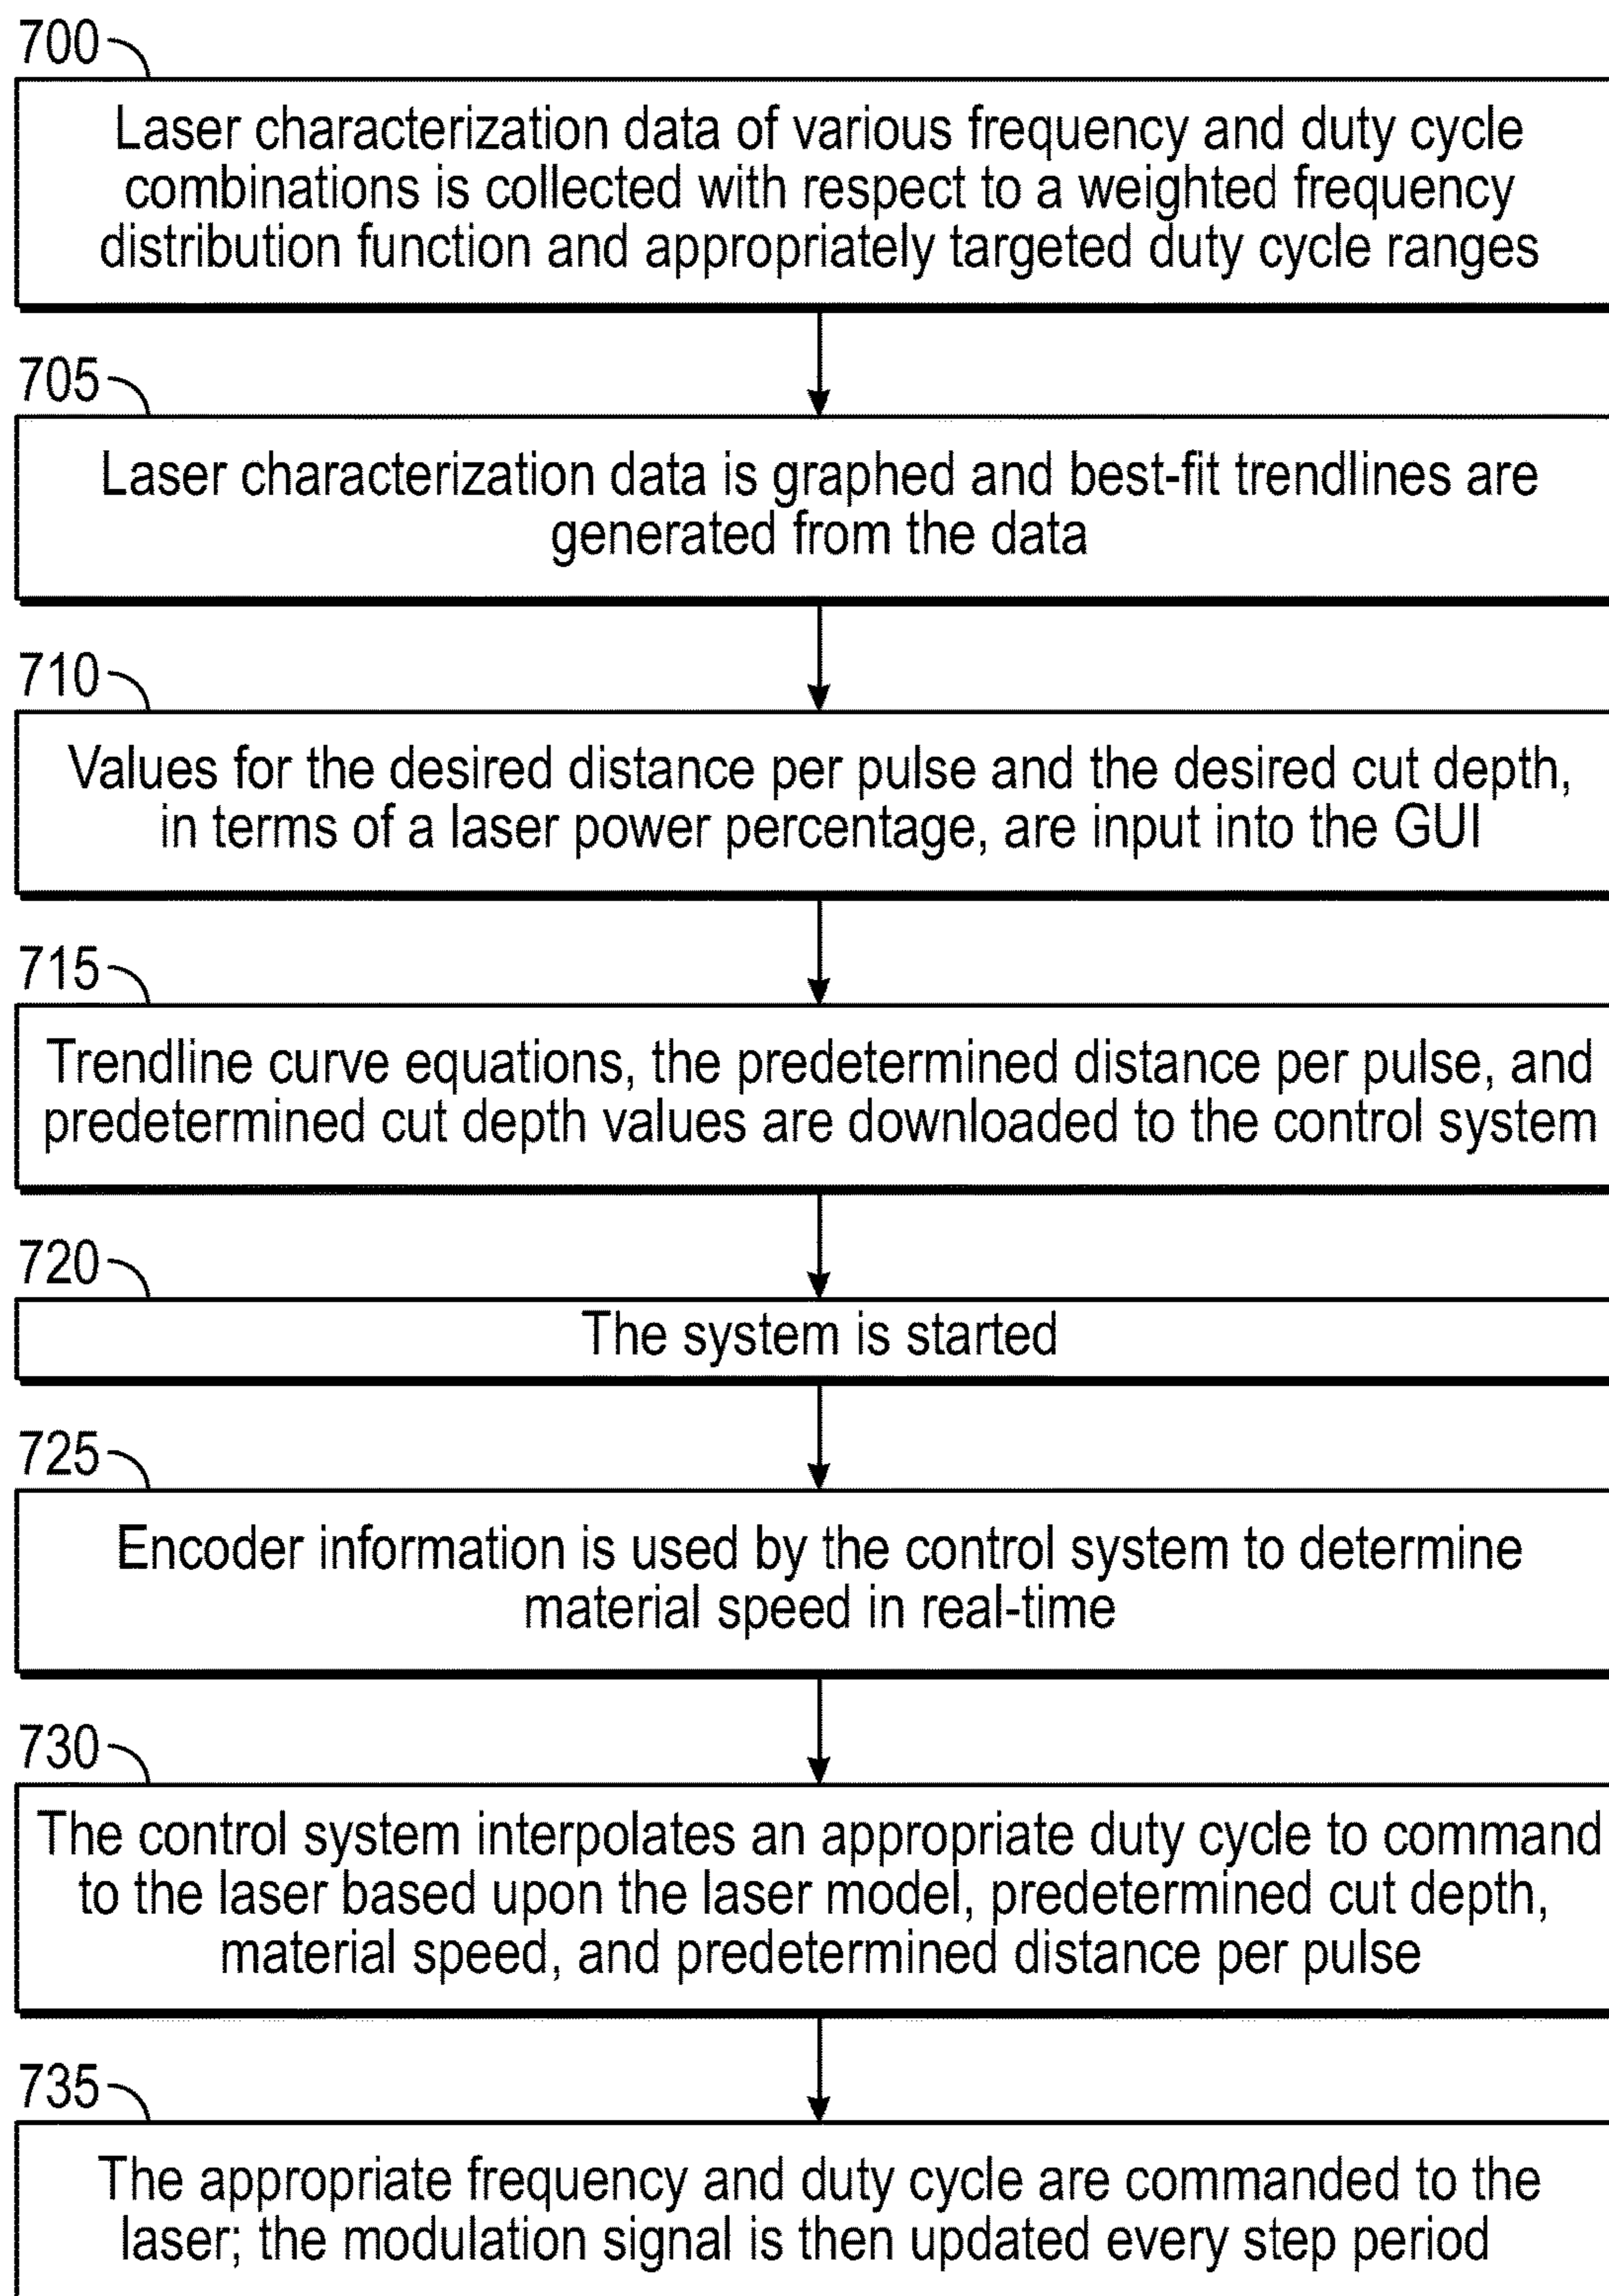 700
Laser characterization data of various frequency and duty cycle
combinations is collected with respect to a weighted frequency
distribution function and appropriately targeted duty cycle ranges
705
Laser characterization data is graphed and best-fit trendlines are
generated from the data
710
Values for the desired distance per pulse and the desired cut depth,
in terms of a laser power percentage, are input into the GUI
715
Trendline curve equations, the predetermined distance per pulse, and
predetermined cut depth values are downloaded to the control system
720
The system is started
725
Encoder information is used by the control system to determine
material speed in real-time
730
The control system interpolates an appropriate duty cycle to command
to the laser based upon the laser model, predetermined cut depth,
material speed, and predetermined distance per pulse
735
The appropriate frequency and duty cycle are commanded to the
laser; the modulation signal is then updated every step period